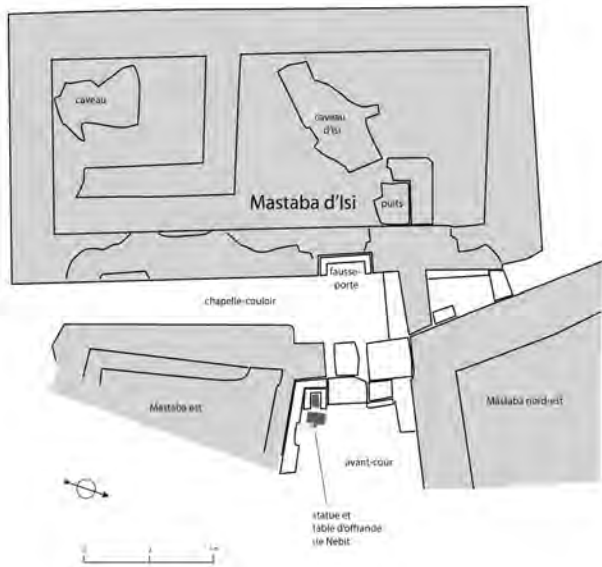 caveau
caveau
d'Isi
Mastaba d'Isi
puits
fausse-
porte
chapelle-couloir
Mastaba est
Mastaba nord-est
avant-cour
statue et
table d'offrande
de Nebit
0